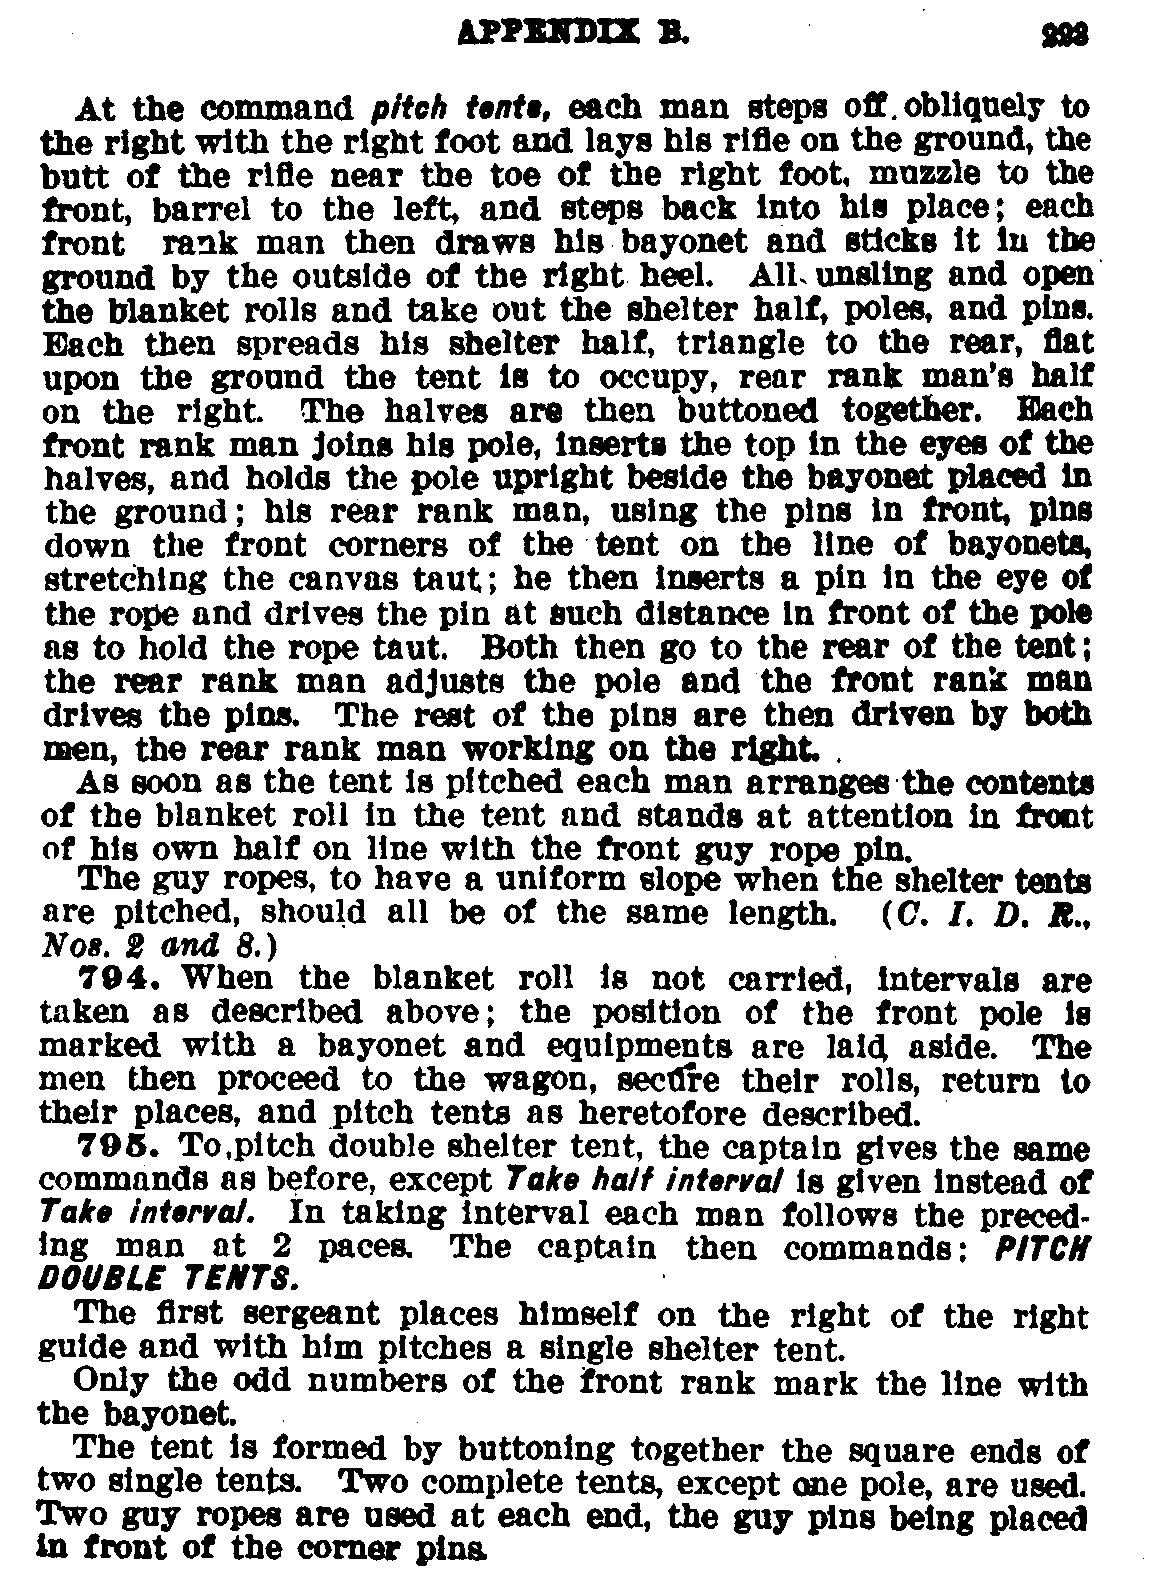 APPENDIX B. 223
At the command pitch tents, each man steps off obliquely to
the right with the right foot and lays his rifle on the ground, the
butt of the rifle near the toe of the right foot, muzzle to the
front, barrel to the left, and steps back into his place; each
front rank man then draws his bayonet and sticks it in the
ground by the outside of the right heel. All unsling and open
the blanket rolls and take out the shelter half, poles, and pins.
Each then spreads his shelter half, triangle to the rear, flat
upon the ground the tent is to occupy, rear rank man's half
on the right. The halves are then buttoned together. Each
front rank man joins his pole, inserts the top in the eyes of the
halves, and holds the pole upright beside the bayonet placed in
the ground; his rear rank man, using the pins in front, pins
down the front corners of the tent on the line of bayonets,
stretching the canvas taut; he then inserts a pin in the eye of
the rope and drives the pin at such distance in front of the pole
as to hold the rope taut. Both then go to the rear of the tent;
the rear rank man adjusts the pole and the front rank man
drives the pins. The rest of the pins are then driven by both
men, the rear rank man working on the right.
As soon as the tent is pitched each man arranges the contents
of the blanket roll in the tent and stands at attention in front
of his own half on line with the front guy rope pin.
The guy ropes, to have a uniform slope when the shelter tents
are pitched, should all be of the same length. (C. I. D. R.,
Nos. 2 and 8.)
794. When the blanket roll is not carried, intervals are
taken as described above; the position of the front pole is
marked with a bayonet and equipments are laid aside. The
men then proceed to the wagon, secure their rolls, return to
their places, and pitch tents as heretofore described.
795. To pitch double shelter tent, the captain gives the same
commands as before, except Take half interval is given instead of
Take interval. In taking interval each man follows the preced-
ing man at 2 paces. The captain then commands: PITCH
DOUBLE TENTS.
The first sergeant places himself on the right of the right
guide and with him pitches a single shelter tent.
Only the odd numbers of the front rank mark the line with
the bayonet.
The tent is formed by buttoning together the square ends of
two single tents. Two complete tents, except one pole, are used.
Two guy ropes are used at each end, the guy pins being placed
in front of the corner pins.